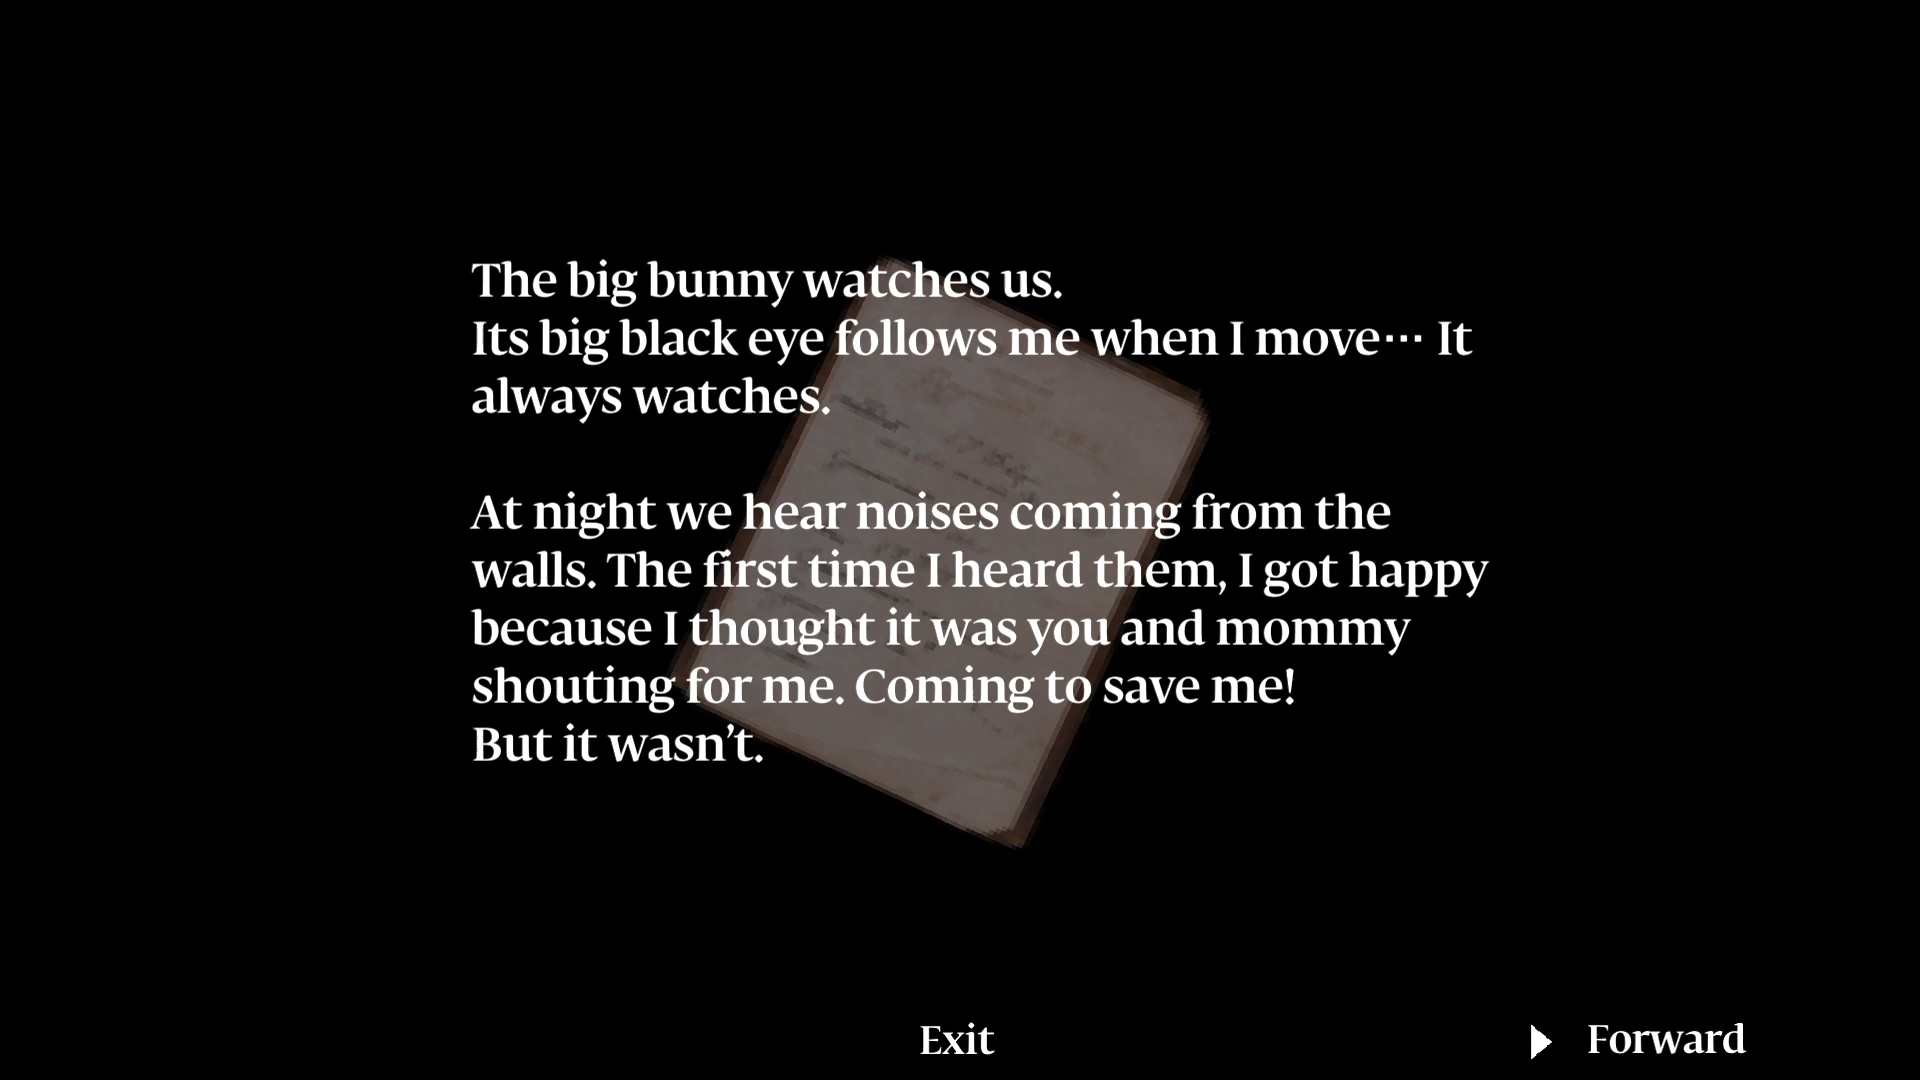 The big bunny watches us.
Its big black eye follows me when I move··· It
always watches.
At night we hear noises coming from the
walls. The first time I heard them, I got happy
because I thought it was you and mommy
shouting for me. Coming to save me!
But it wasn’t.
Exit
Forward